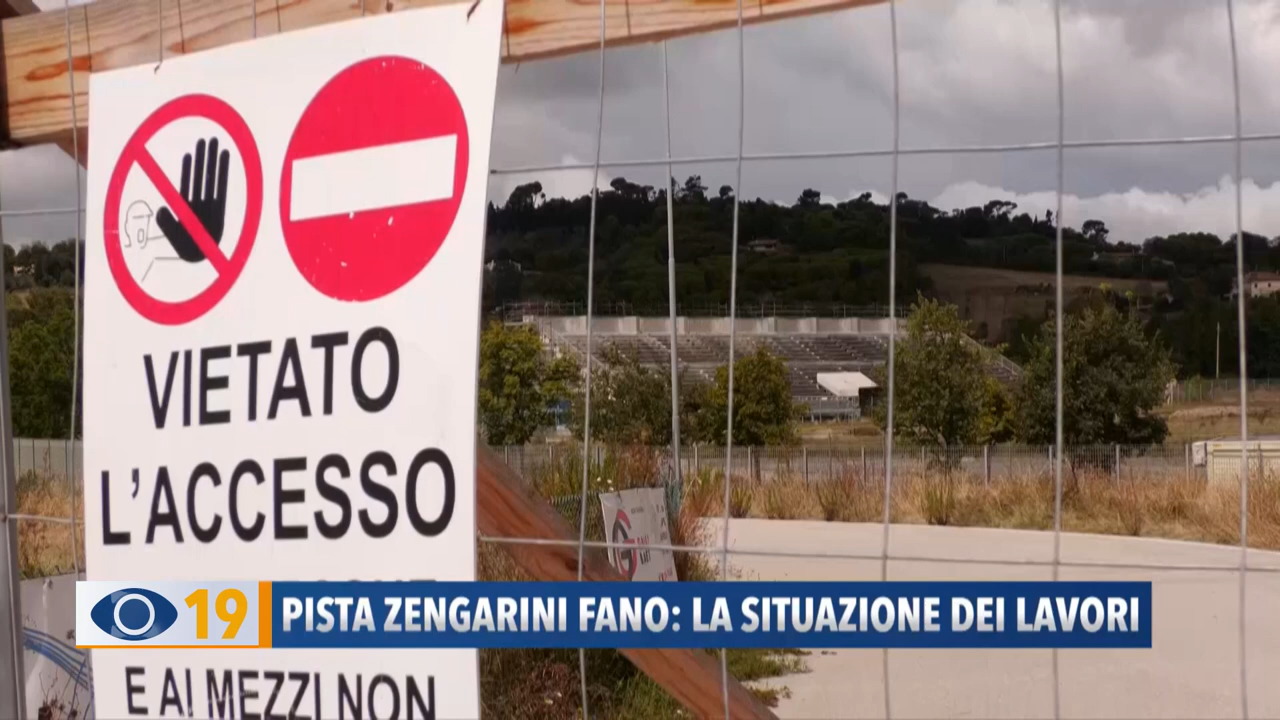 VIETATO
L'ACCESSO
19 PISTA ZENGARINI FANO: LA SITUAZIONE DEI LAVORI
E AI MEZZI NON